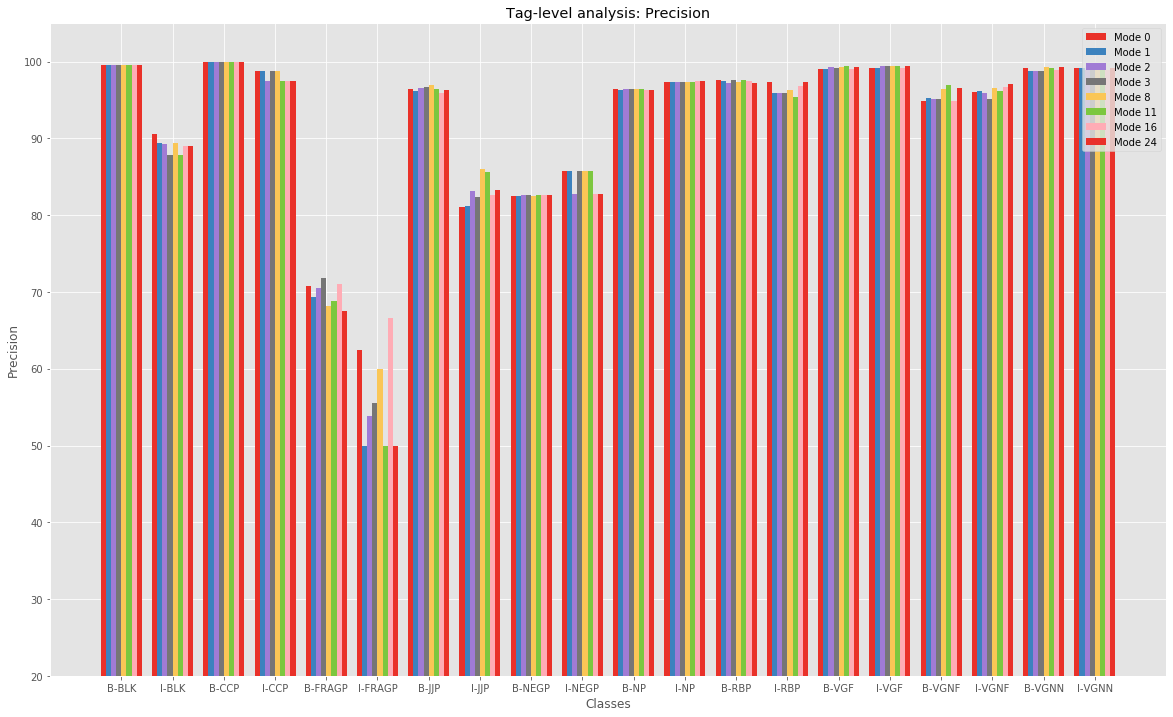 Tag-level analysis: Precision
100
90
80
70
60
50
40
30
20
Precision
Mode 0
Mode 1
Mode 2
Mode 3
Mode 8
Mode 11
Mode 16
Mode 24
B-BLK I-BLK B-CCP I-CCP B-FRAGP I-FRAGP B-JJP I-JJP B-NEGP I-NEGP B-NP I-NP B-RBP I-RBP B-VGF I-VGF B-VGNF I-VGNF B-VGNN I-VGNN
Classes